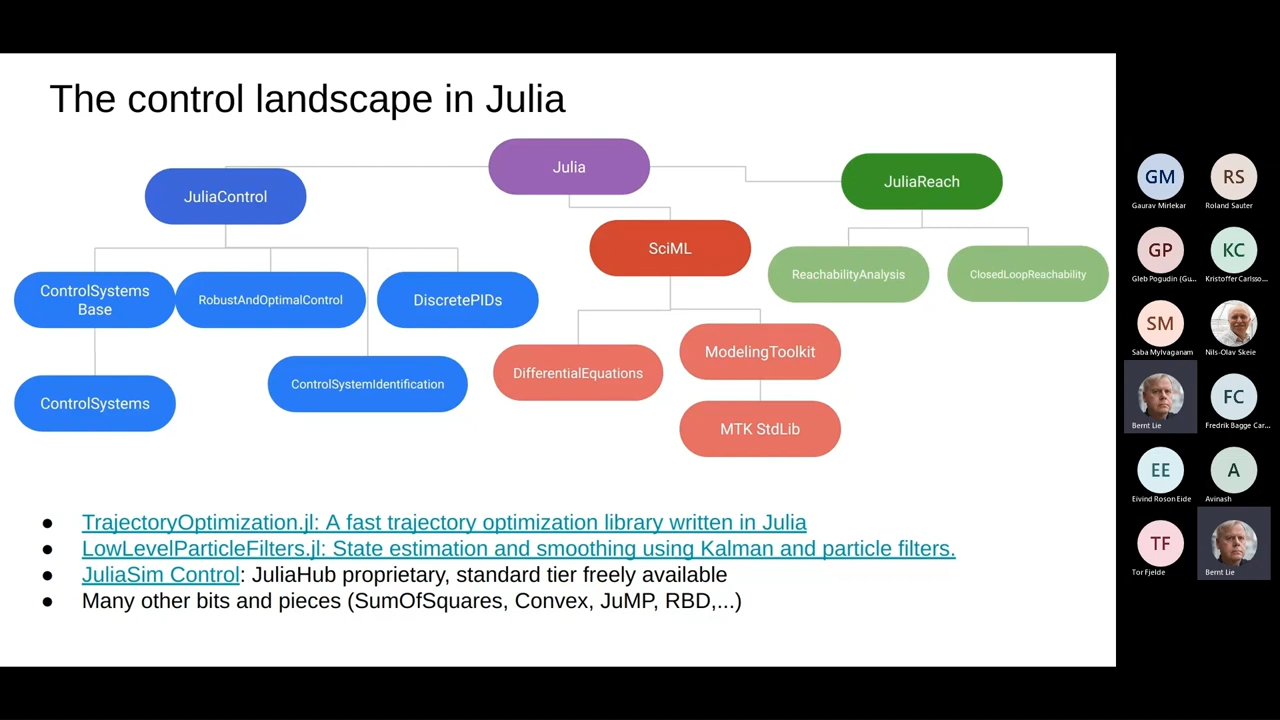 The control landscape in Julia
Julia
JuliaControl
JuliaReach
SciML
ReachabilityAnalysis
ClosedLoopReachability
ControlSystems
Base
RobustAndOptimalControl
DiscretePIDs
ModelingToolkit
DifferentialEquations
ControlSystemIdentification
ControlSystems
MTK StdLib
● TrajectoryOptimization.jl: A fast trajectory optimization library written in Julia
● LowLevelParticleFilters.jl: State estimation and smoothing using Kalman and particle filters.
● JuliaSim Control: JuliaHub proprietary, standard tier freely available
● Many other bits and pieces (SumOfSquares, Convex, JuMP, RBD,...)
GM
RS
Gaurav Mirlekar
Roland Sauter
GP
KC
Gleb Pogudin (Gu...
Kristoffer Carlsso...
SM
Saba Mylvaganam
Nils-Olav Skeie
FC
Bernt Lie
Fredrik Bagge Car...
EE
A
Eivind Roson Eide
Avinash
TF
Tor Fjelde
Bernt Lie